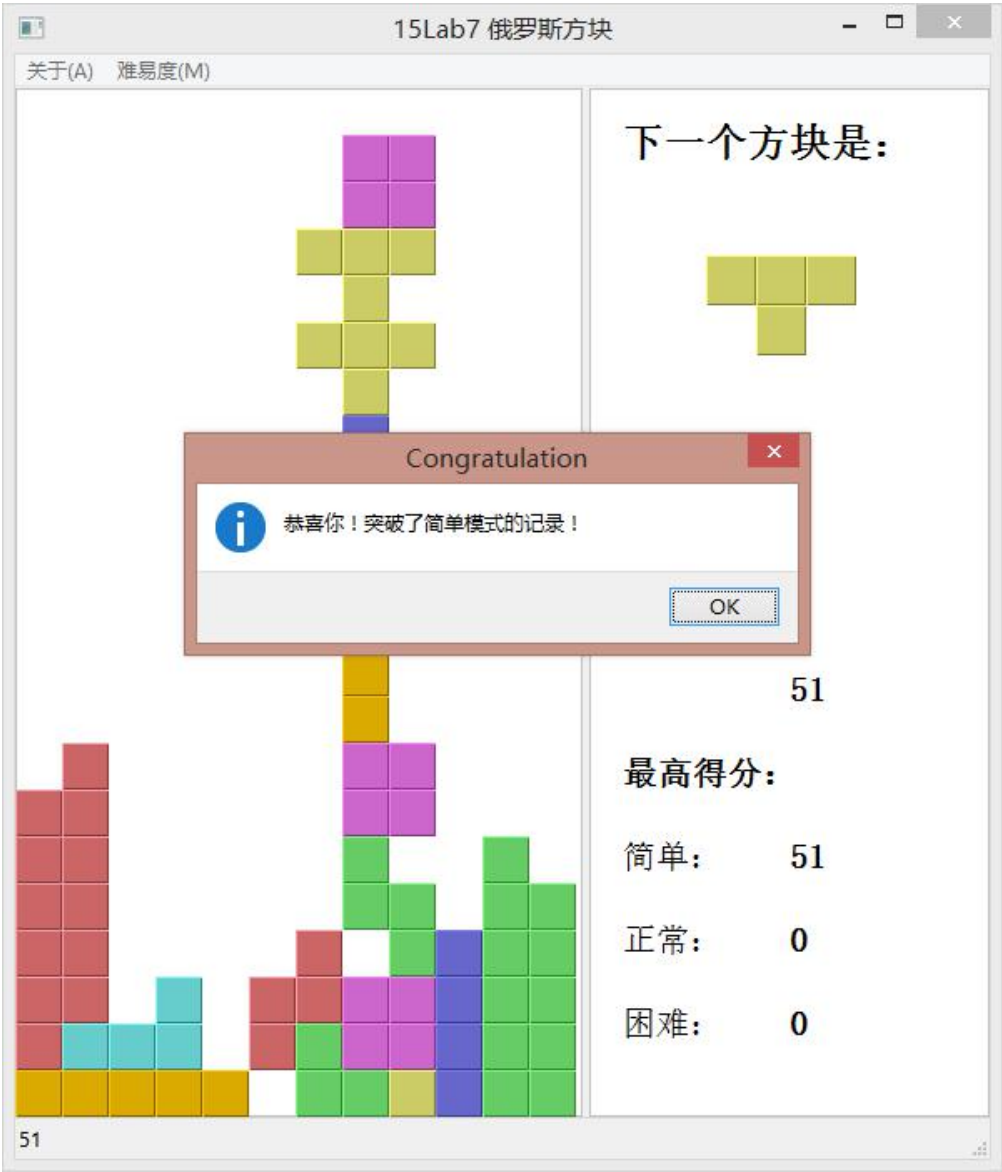 15Lab7 俄罗斯方块
关于(A) 难易度(M)
下一个方块是：
Congratulation
恭喜你！突破了简单模式的记录！
OK
51
最高得分：
简单： 51
正常： 0
困难： 0
51